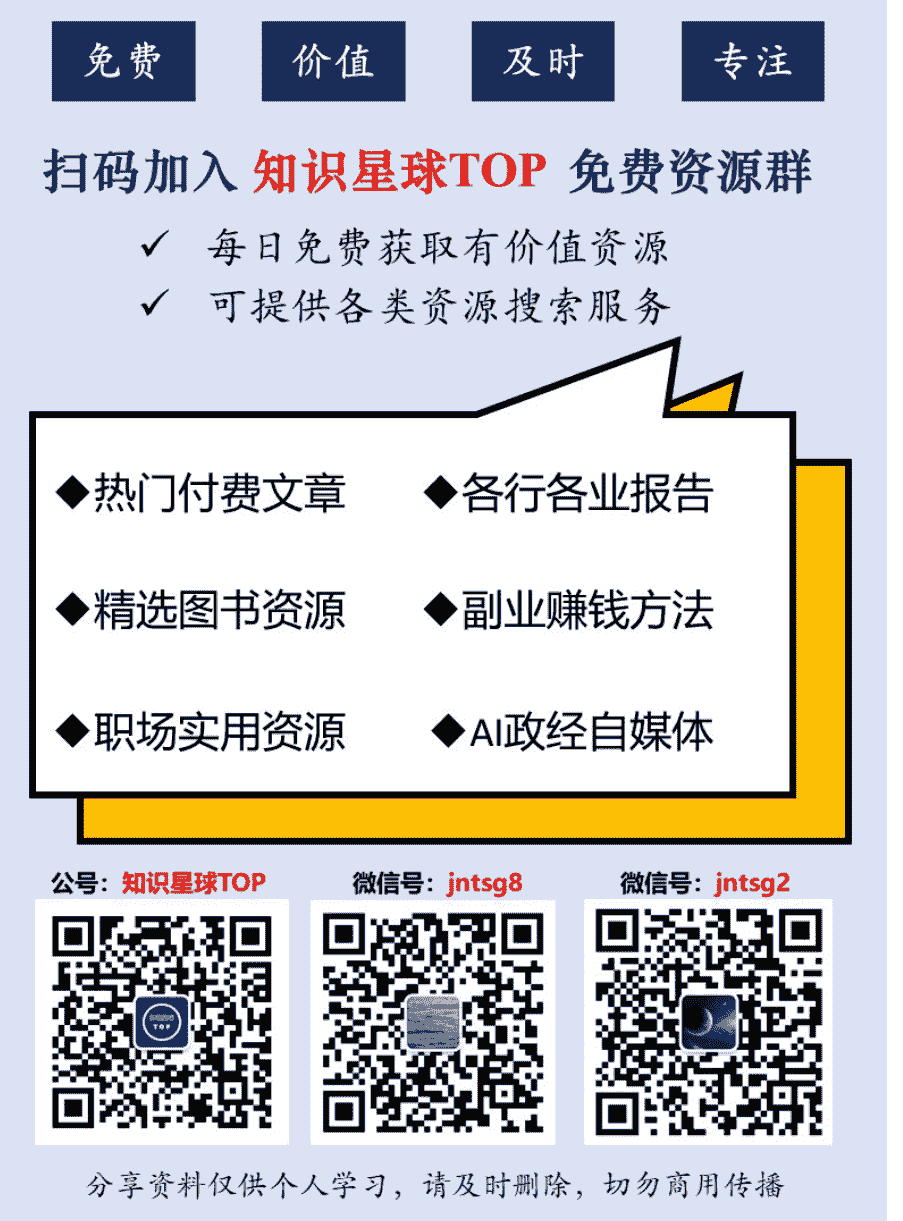 免费 价值 及时 专注
扫码加入 知识星球TOP 免费资源群
✓ 每日免费获取有价值资源
✓ 可提供各类资源搜索服务
◆热门付费文章 ◆各行各业报告
◆精选图书资源 ◆副业赚钱方法
◆职场实用资源 ◆AI政经自媒体
公号：知识星球TOP 微信号：jntsg8 微信号：jntsg2
TOP
分享资料仅供个人学习，请及时删除，切勿商用传播